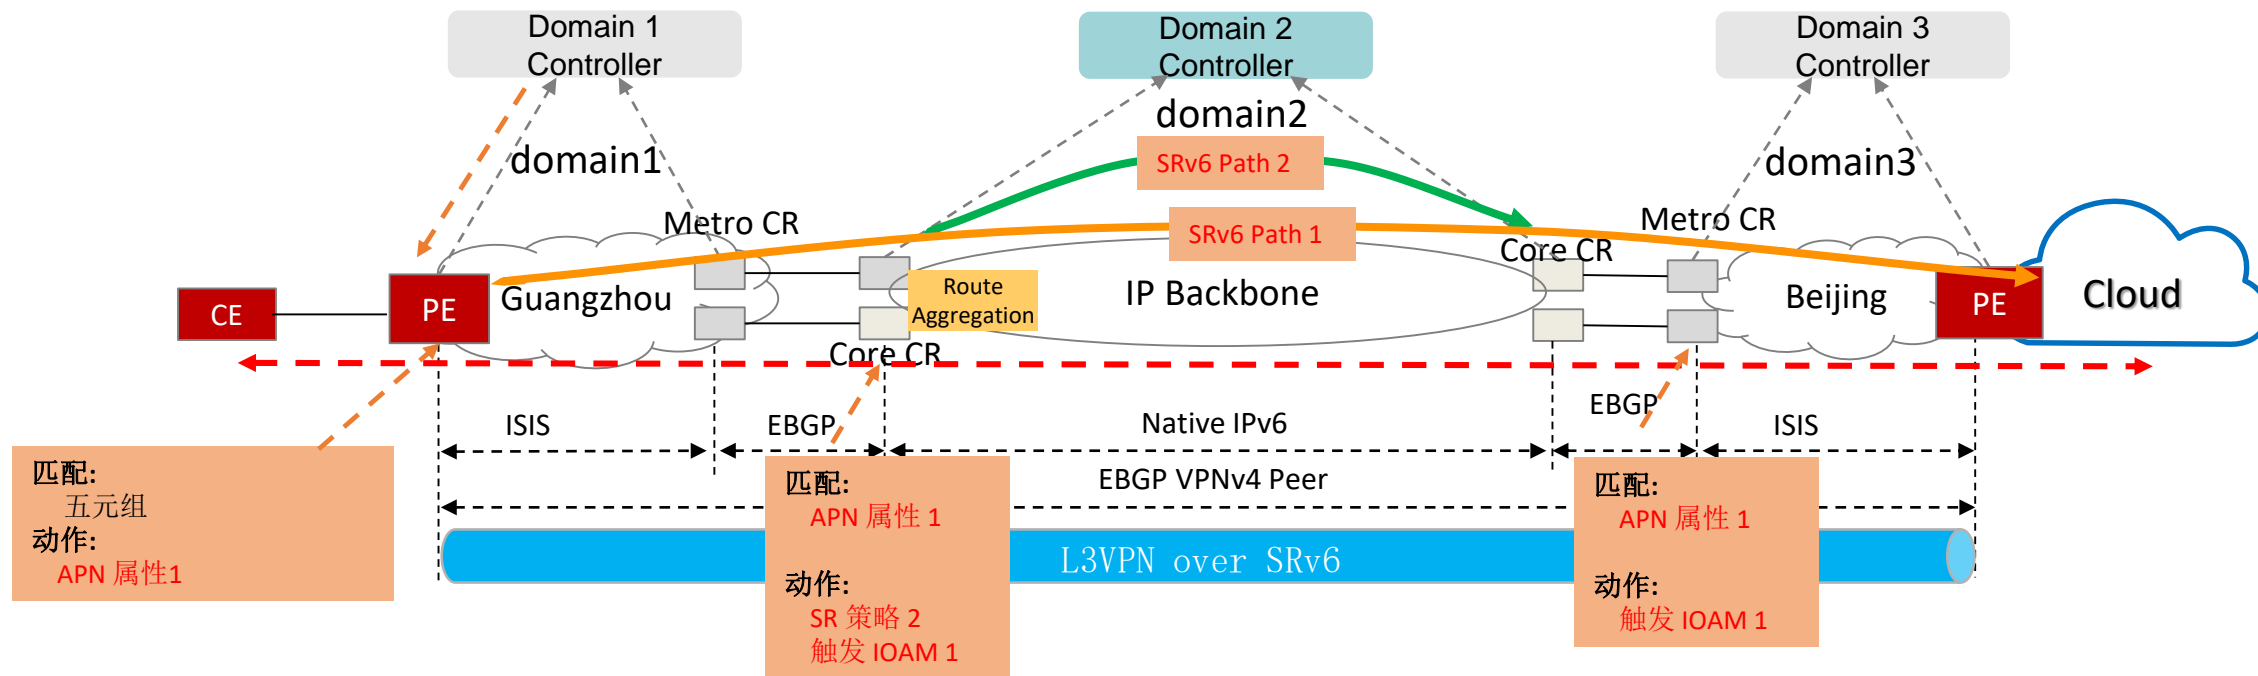 Domain 1
Controller
Domain 2
Controller
Domain 3
Controller
domain1
domain2
domain3
SRv6 Path 2
SRv6 Path 1
Metro CR
Metro CR
Core CR
CE
PE
Guangzhou
Route
Aggregation
IP Backbone
Beijing
PE
Cloud
Core CR
ISIS
EBGP
Native IPv6
EBGP
ISIS
EBGP VPNv4 Peer
L3VPN over SRv6
匹配:
五元组
动作:
APN 属性1
匹配:
APN 属性 1
动作:
SR 策略 2
触发 IOAM 1
匹配:
APN 属性 1
动作:
触发 IOAM 1